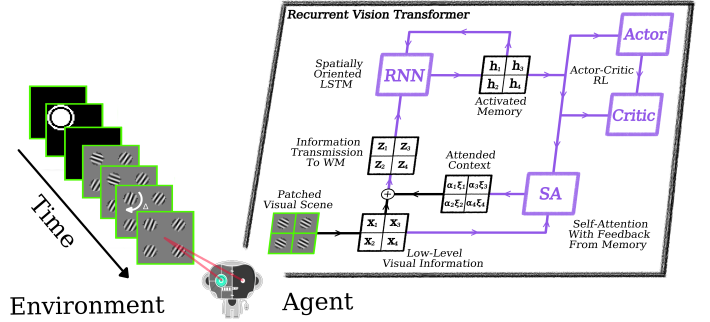 Recurrent Vision Transformer
Actor
Spatially
Oriented
LSTM
RNN
h₁ h₃
h₂ h₄
Activated
Memory
Actor-Critic
RL
Critic
Information
Transmission
To WM
z₁ z₃
z₂ z₄
Attended
Context
α₁ξ₁ α₃ξ₃
α₂ξ₂ α₄ξ₄
SA
Patched
Visual Scene
x₁ x₃
x₂ x₄
Low-Level
Visual Information
Self-Attention
With Feedback
From Memory
Δ
Time
Environment
Agent